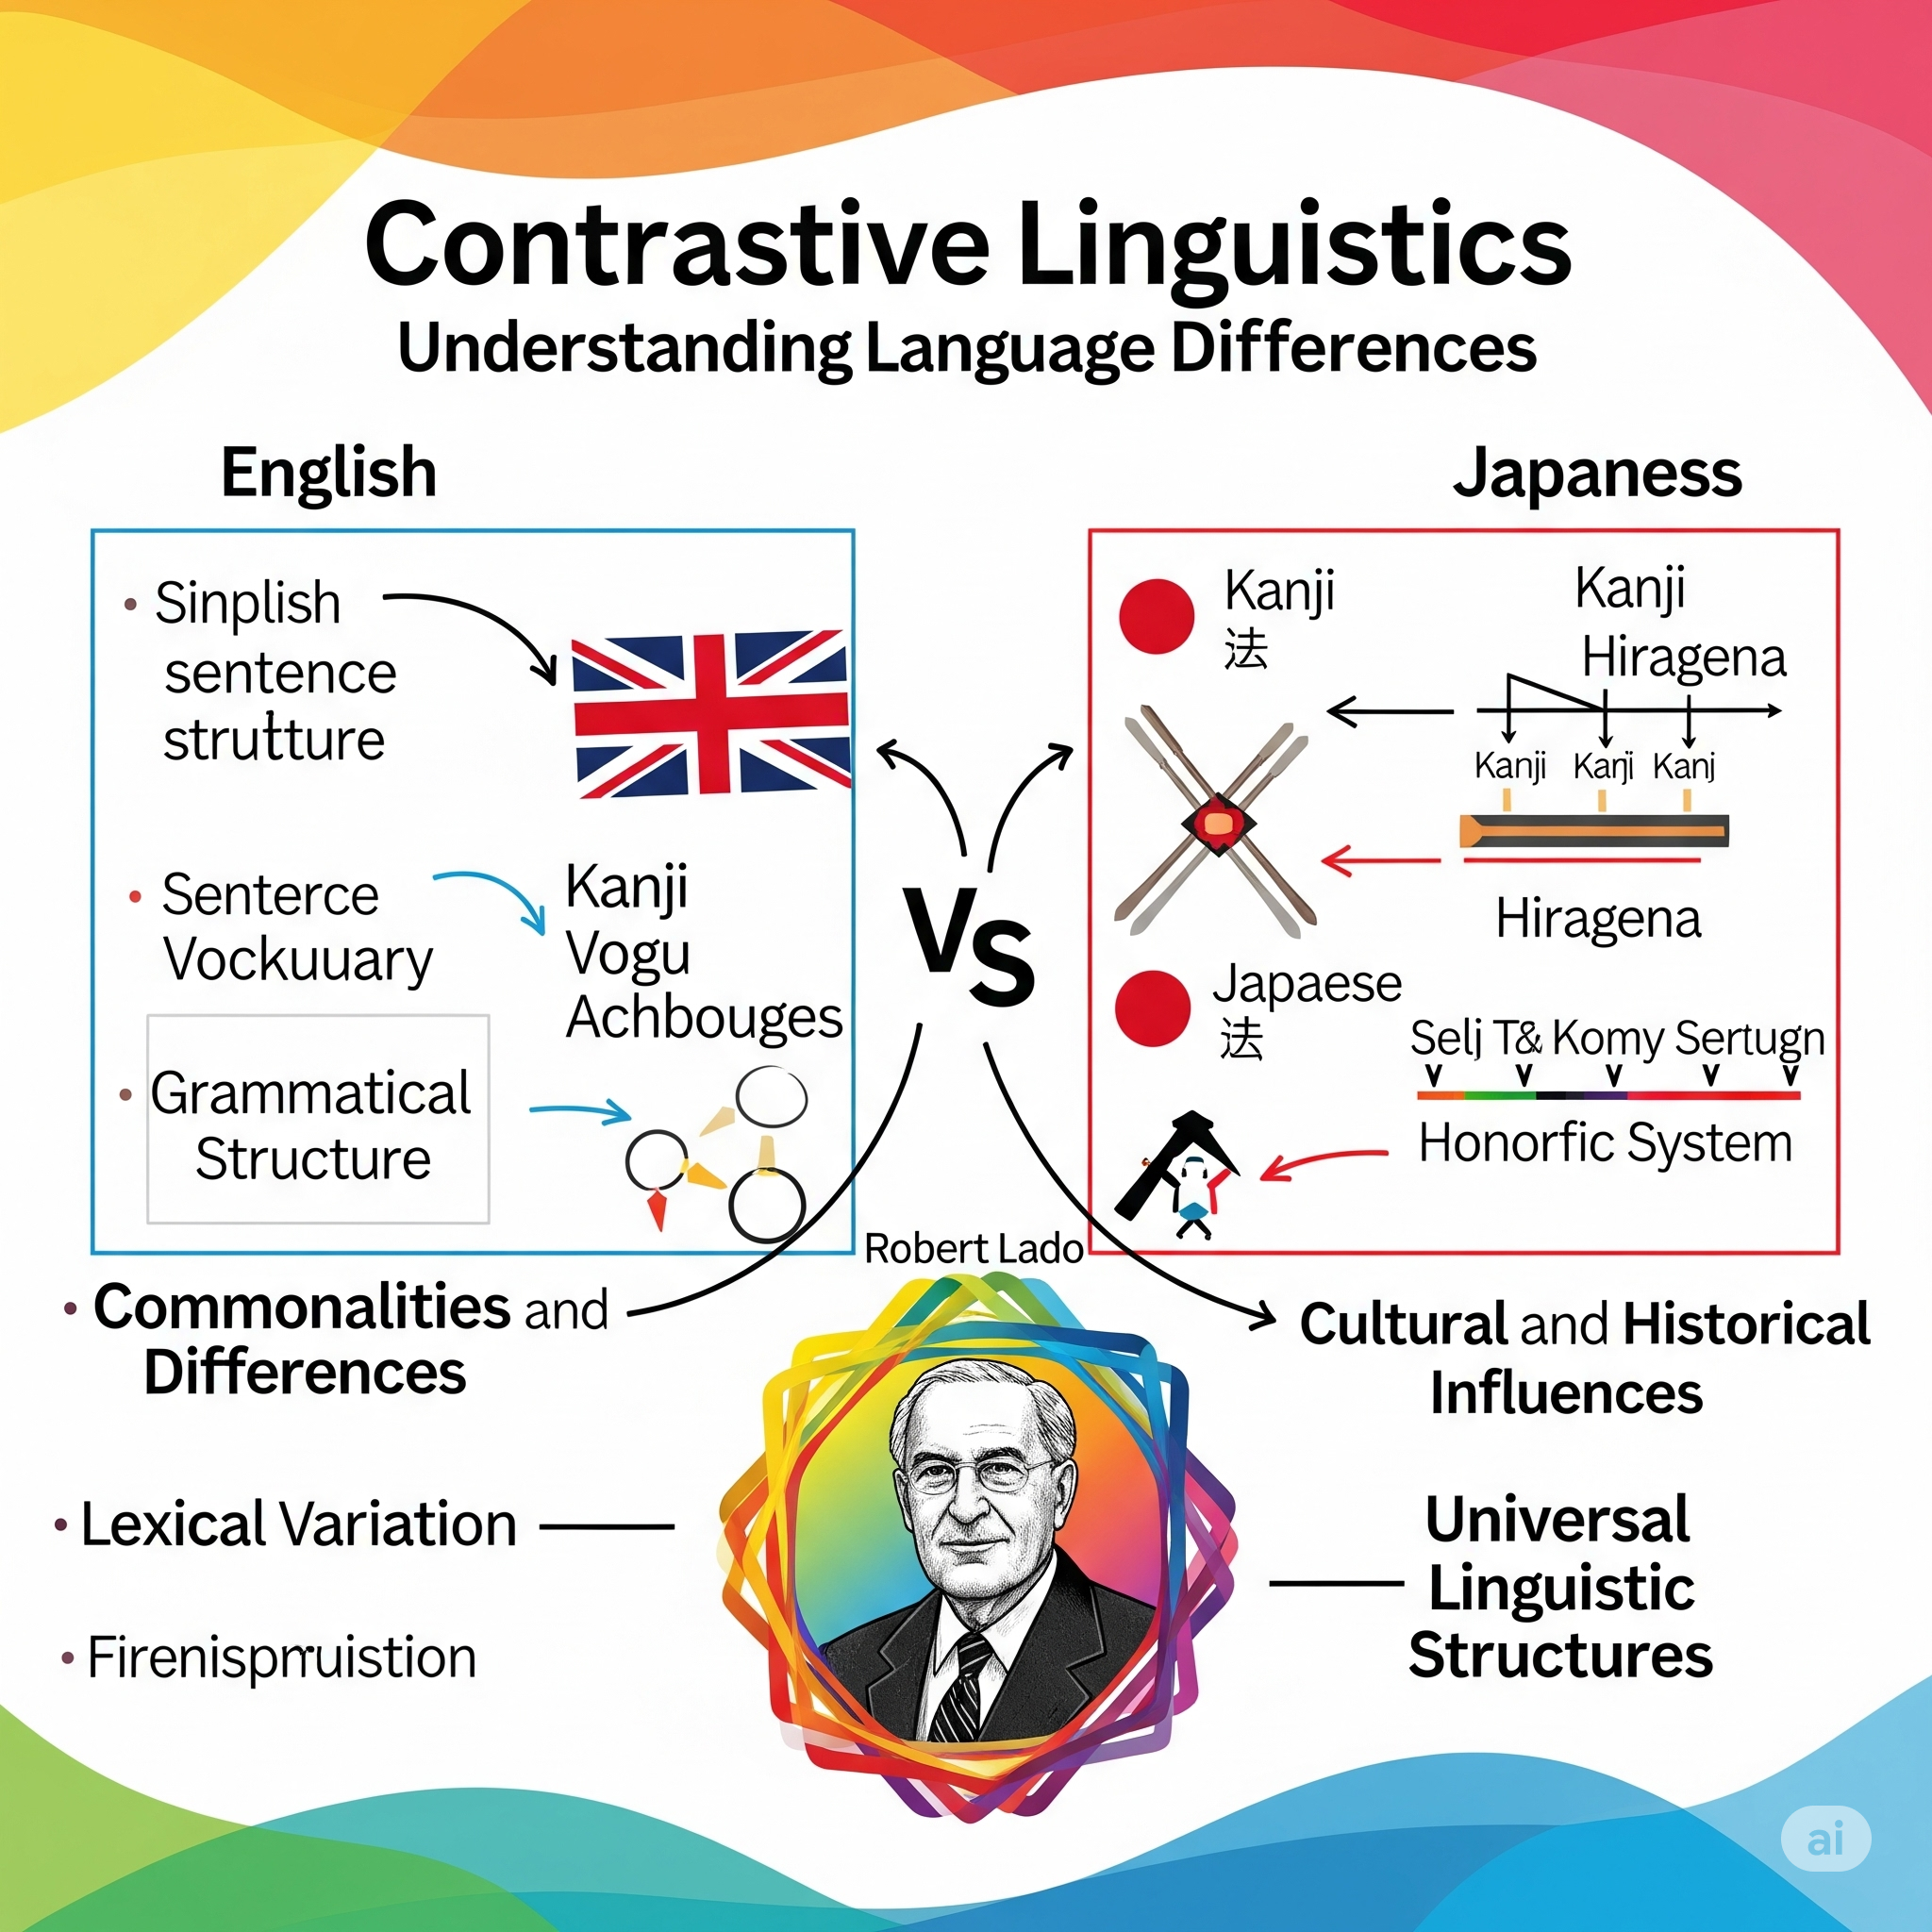 Contrastive Linguistics
Understanding Language Differences
English
• Sinplish
sentence
strutture
• Senterce
Vockuuary
Kanji
Vogu
Achbouges
• Grammatical
Structure
VS
Japaness
Kanji
法
Kanji
Hiragena
Kanji Kanji Kanj
Hiragena
Japaese
法
Selj T& Komy Sertugn
Honorfic System
Robert Lado
• Commonalities and
Differences
• Lexical Variation
• Firenisprruistion
Cultural and Historical
Influences
Universal
Linguistic
Structures
ai